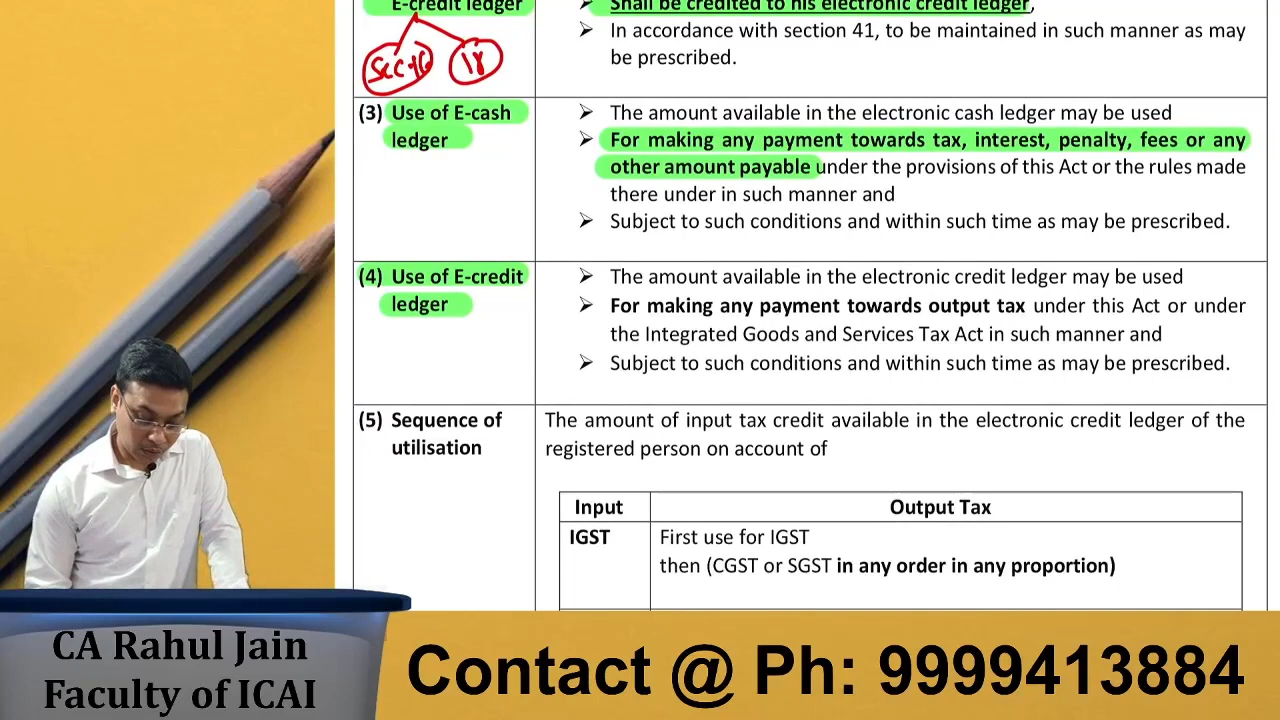 E-credit ledger
➢ Shall be credited to his electronic credit ledger,
➢ In accordance with section 41, to be maintained in such manner as may
be prescribed.
Sec 16
18
(3) Use of E-cash
ledger
➢ The amount available in the electronic cash ledger may be used
➢ For making any payment towards tax, interest, penalty, fees or any
other amount payable under the provisions of this Act or the rules made
there under in such manner and
➢ Subject to such conditions and within such time as may be prescribed.
(4) Use of E-credit
ledger
➢ The amount available in the electronic credit ledger may be used
➢ For making any payment towards output tax under this Act or under
the Integrated Goods and Services Tax Act in such manner and
➢ Subject to such conditions and within such time as may be prescribed.
(5) Sequence of
utilisation
The amount of input tax credit available in the electronic credit ledger of the
registered person on account of
Input Output Tax
IGST First use for IGST
then (CGST or SGST in any order in any proportion)
CA Rahul Jain
Faculty of ICAI
Contact @ Ph: 9999413884